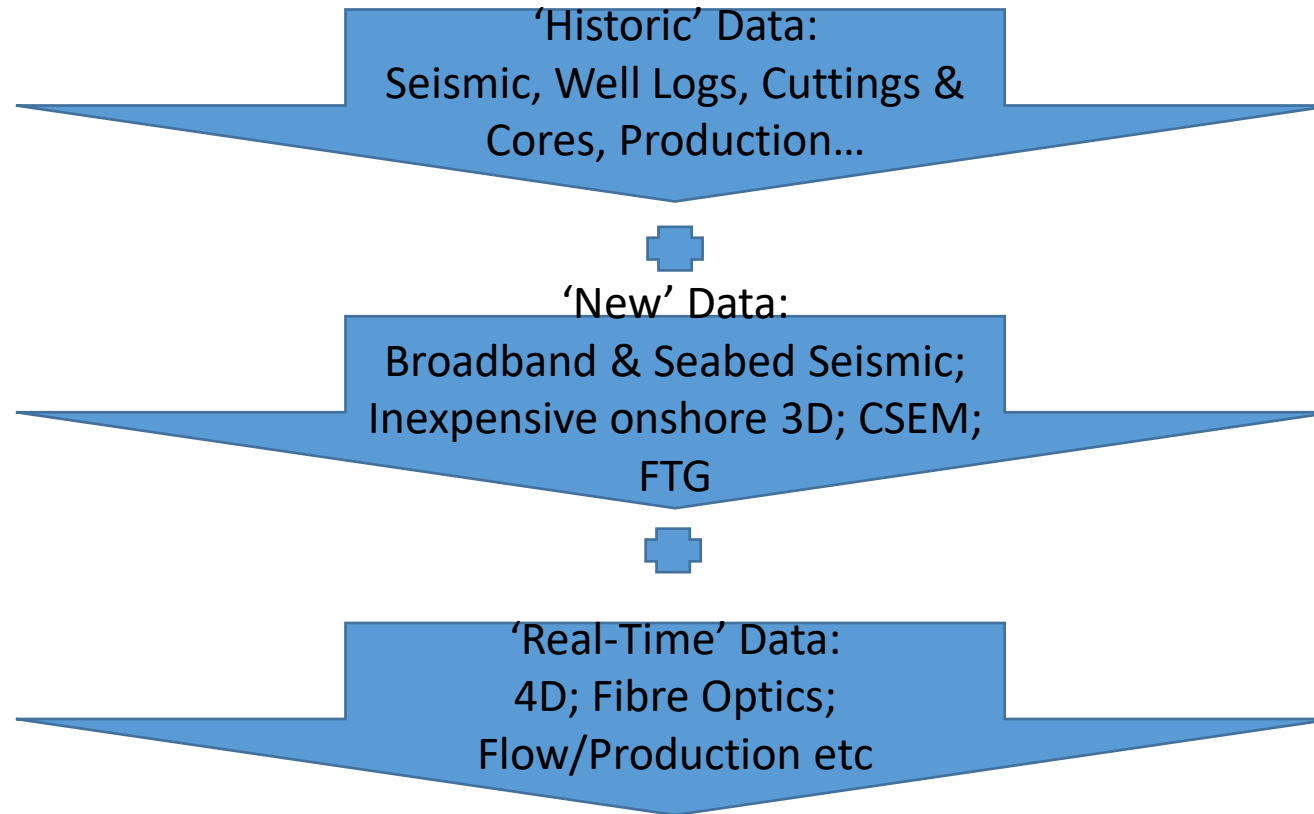 ‘Historic’ Data:
Seismic, Well Logs, Cuttings &
Cores, Production…
‘New’ Data:
Broadband & Seabed Seismic;
Inexpensive onshore 3D; CSEM;
FTG
‘Real-Time’ Data:
4D; Fibre Optics;
Flow/Production etc